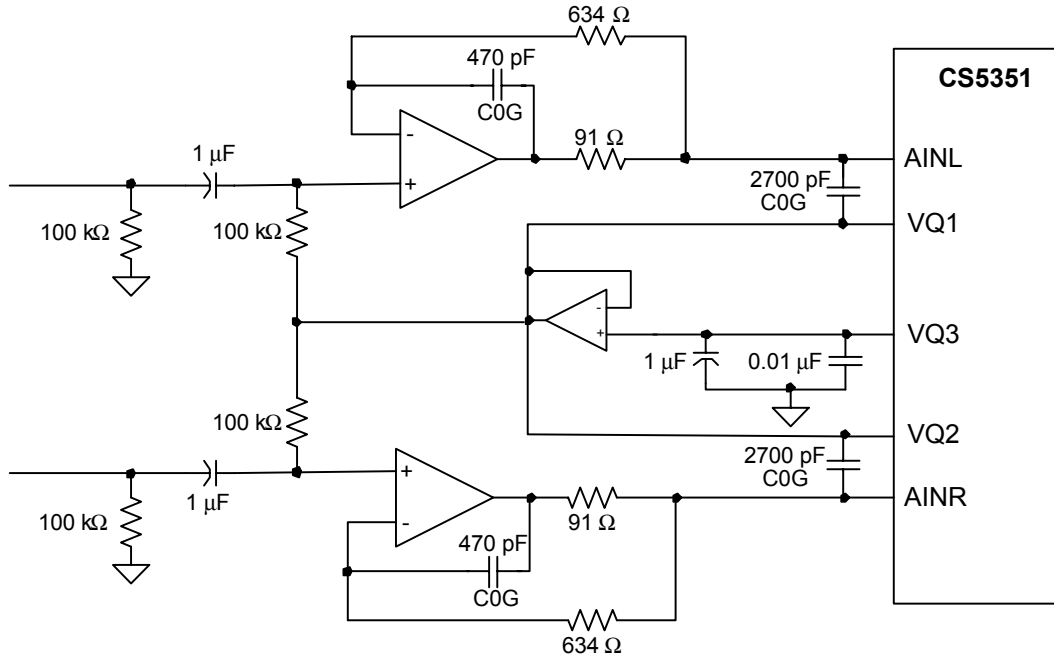 634 Ω
470 pF
C0G
CS5351
-
+
91 Ω
1 µF
AINL
2700 pF
C0G
100 kΩ
100 kΩ
VQ1
-
+
VQ3
1 µF
0.01 µF
100 kΩ
VQ2
2700 pF
C0G
+
-
1 µF
AINR
100 kΩ
91 Ω
470 pF
C0G
634 Ω